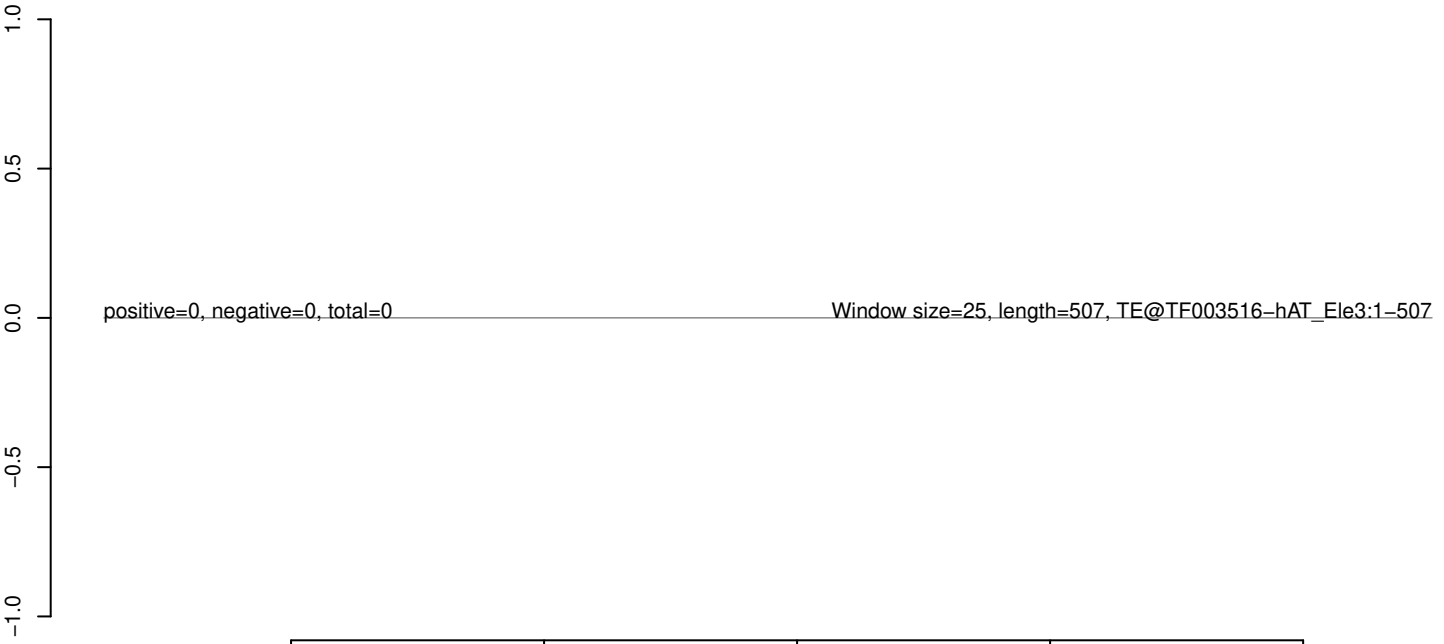 1.0
0.5
0.0
−0.5
−1.0
positive=0, negative=0, total=0
Window size=25, length=507, TE@TF003516−hAT_Ele3:1−507